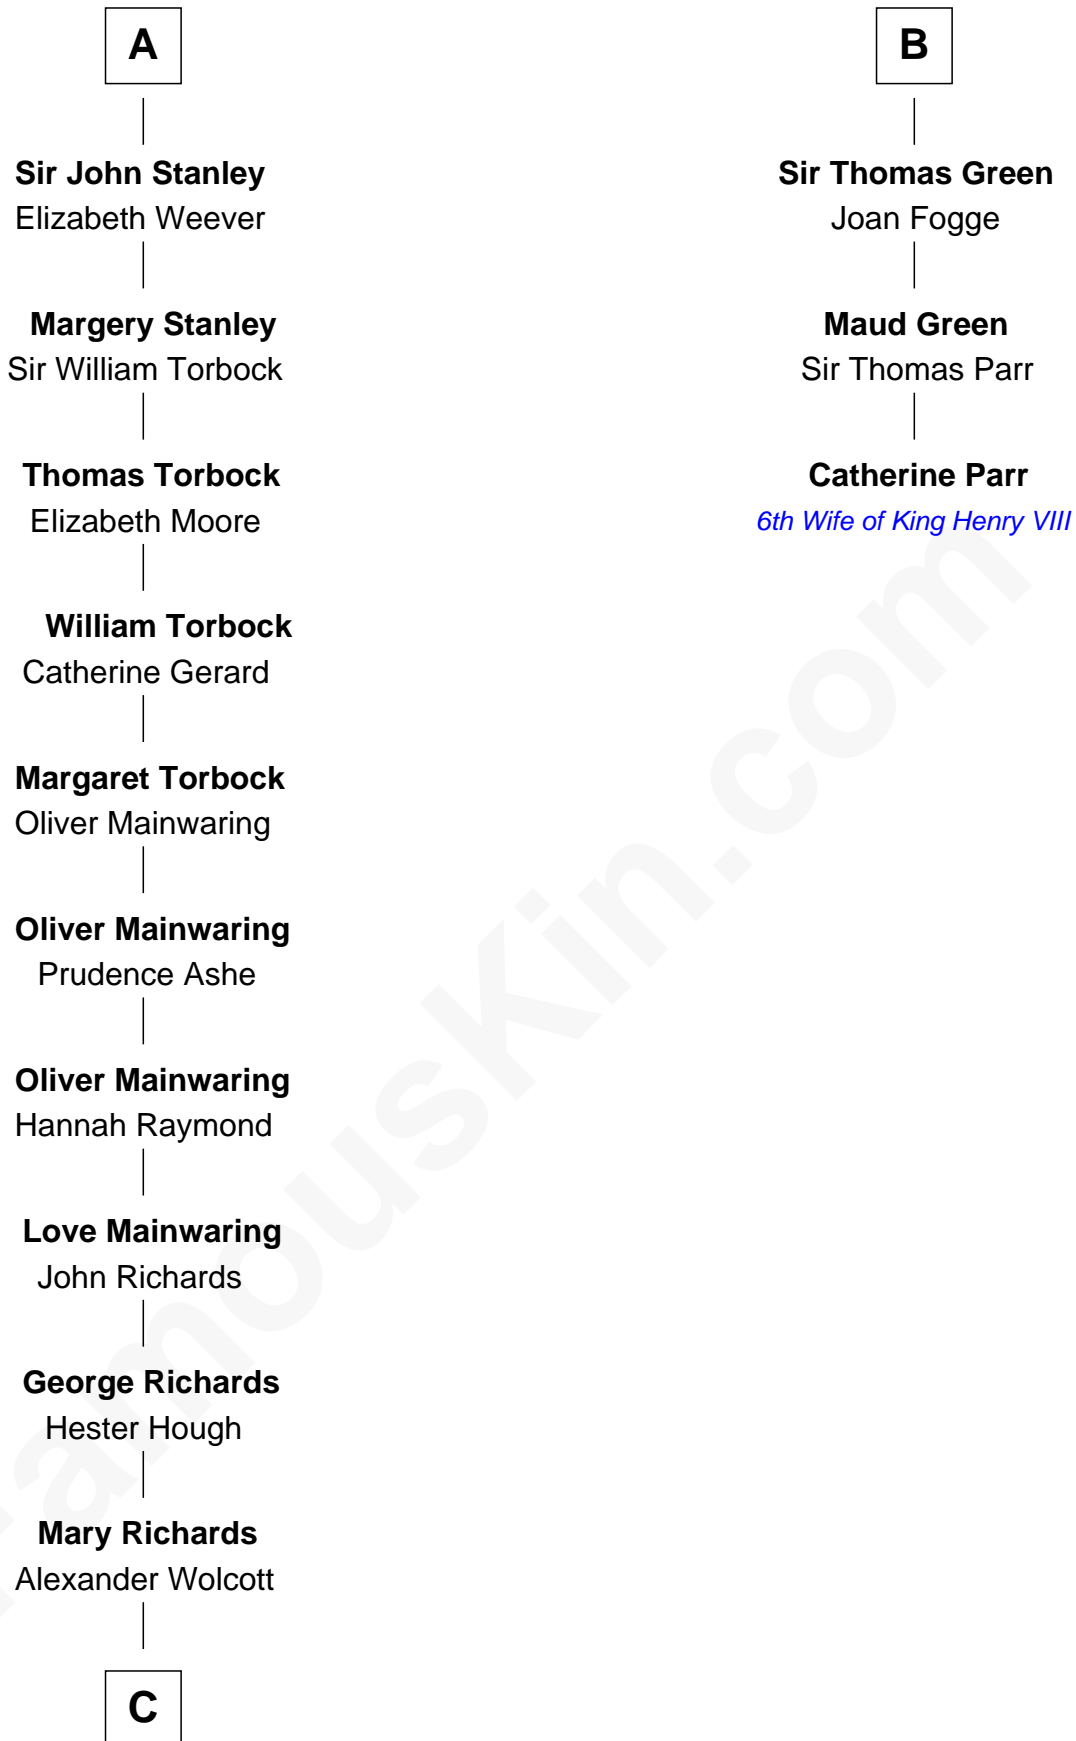 A
Sir John Stanley
Elizabeth Weever
Margery Stanley
Sir William Torbock
Thomas Torbock
Elizabeth Moore
William Torbock
Catherine Gerard
Margaret Torbock
Oliver Mainwaring
Oliver Mainwaring
Prudence Ashe
Oliver Mainwaring
Hannah Raymond
Love Mainwaring
John Richards
George Richards
Hester Hough
Mary Richards
Alexander Wolcott
C
B
Sir Thomas Green
Joan Fogge
Maud Green
Sir Thomas Parr
Catherine Parr
6th Wife of King Henry VIII
FamousKin.com